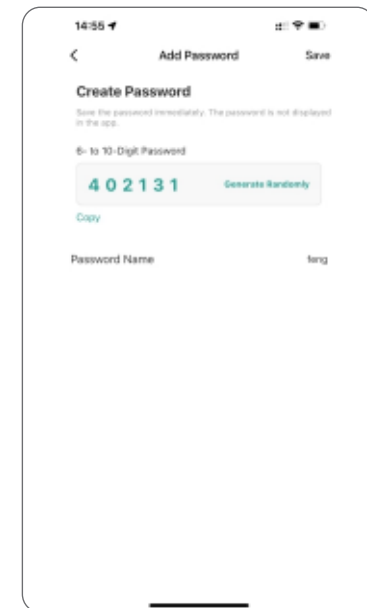 14:55
Add Password
Save
Create Password
Save the password immediately. The password is not displayed
in the app.
6- to 10-Digit Password
402131
Generate Randomly
Copy
Password Name
feng